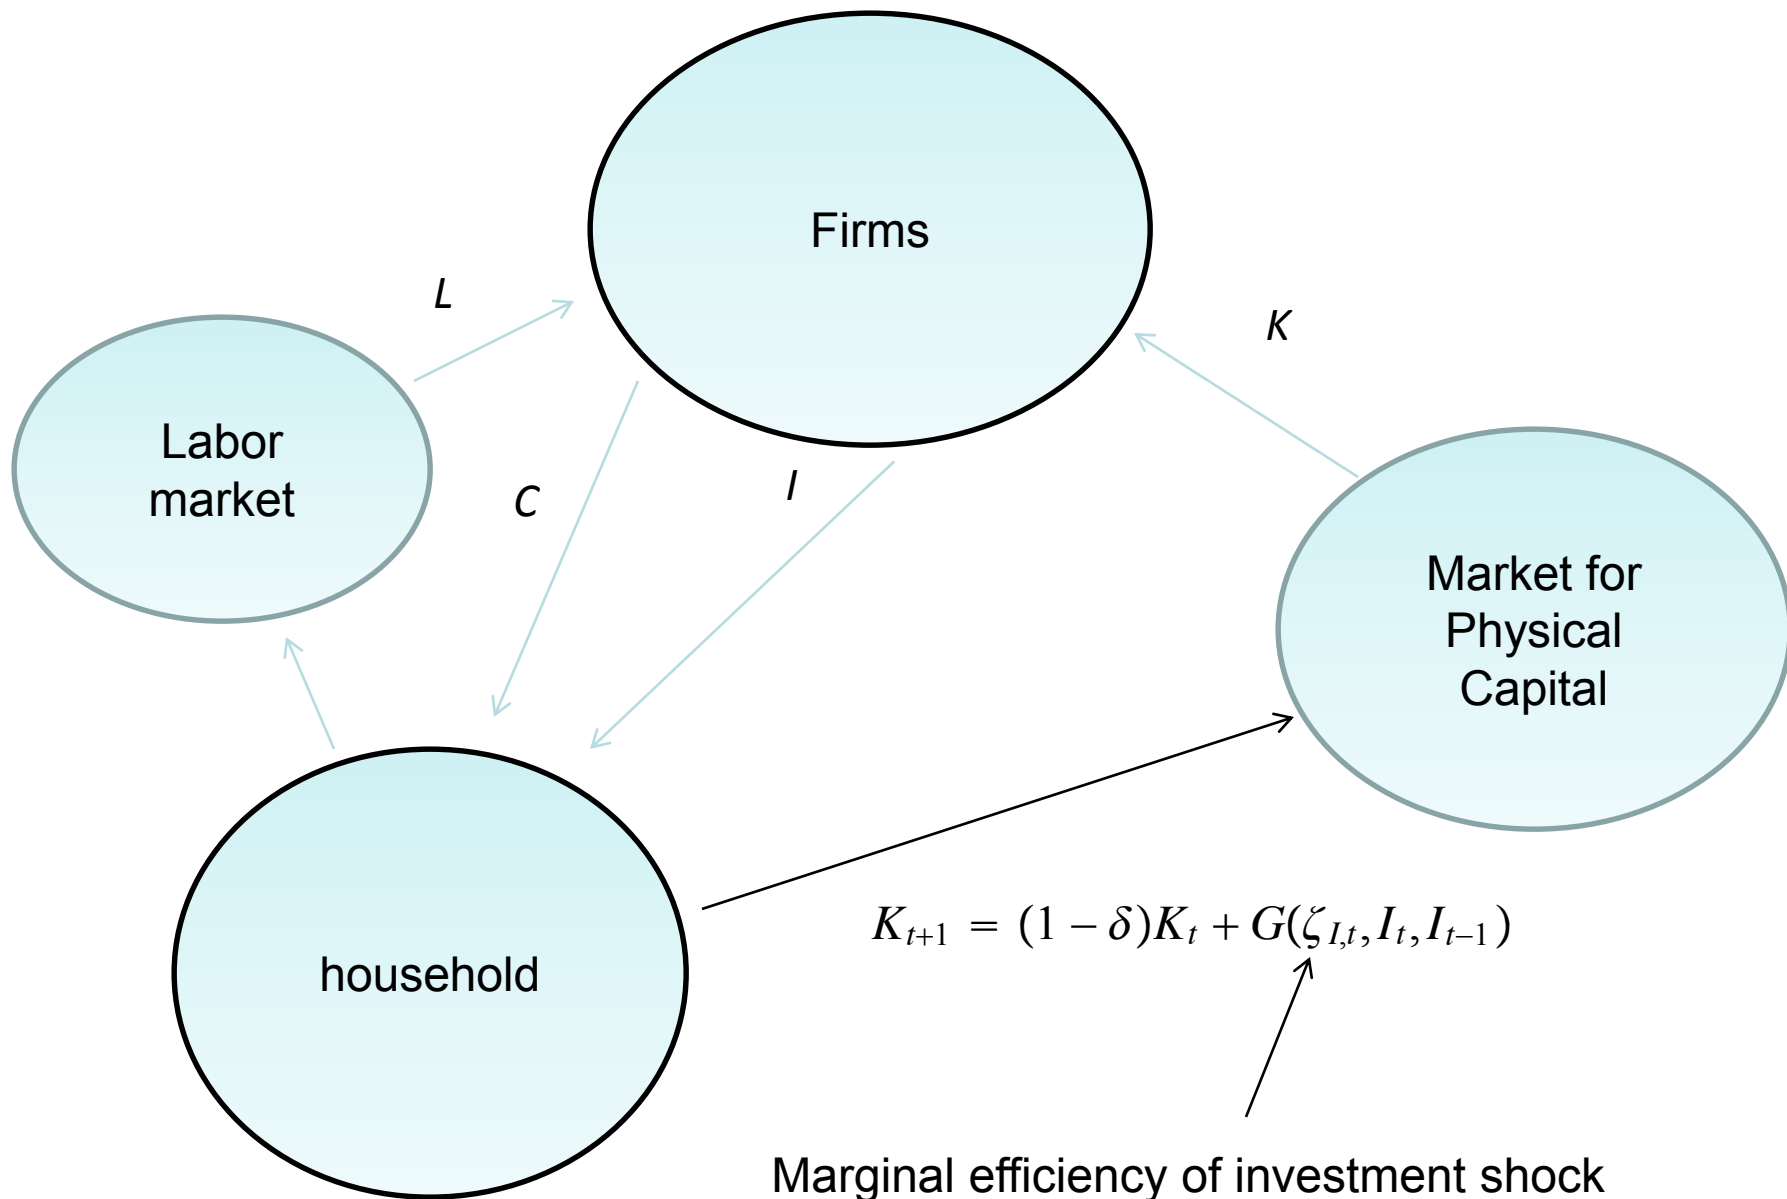 Firms
L
K
Labor
market
C
I
Market for
Physical
Capital
household
K_{t+1} = (1 − δ)K_t + G(ζ_{I,t}, I_t, I_{t−1})
Marginal efficiency of investment shock